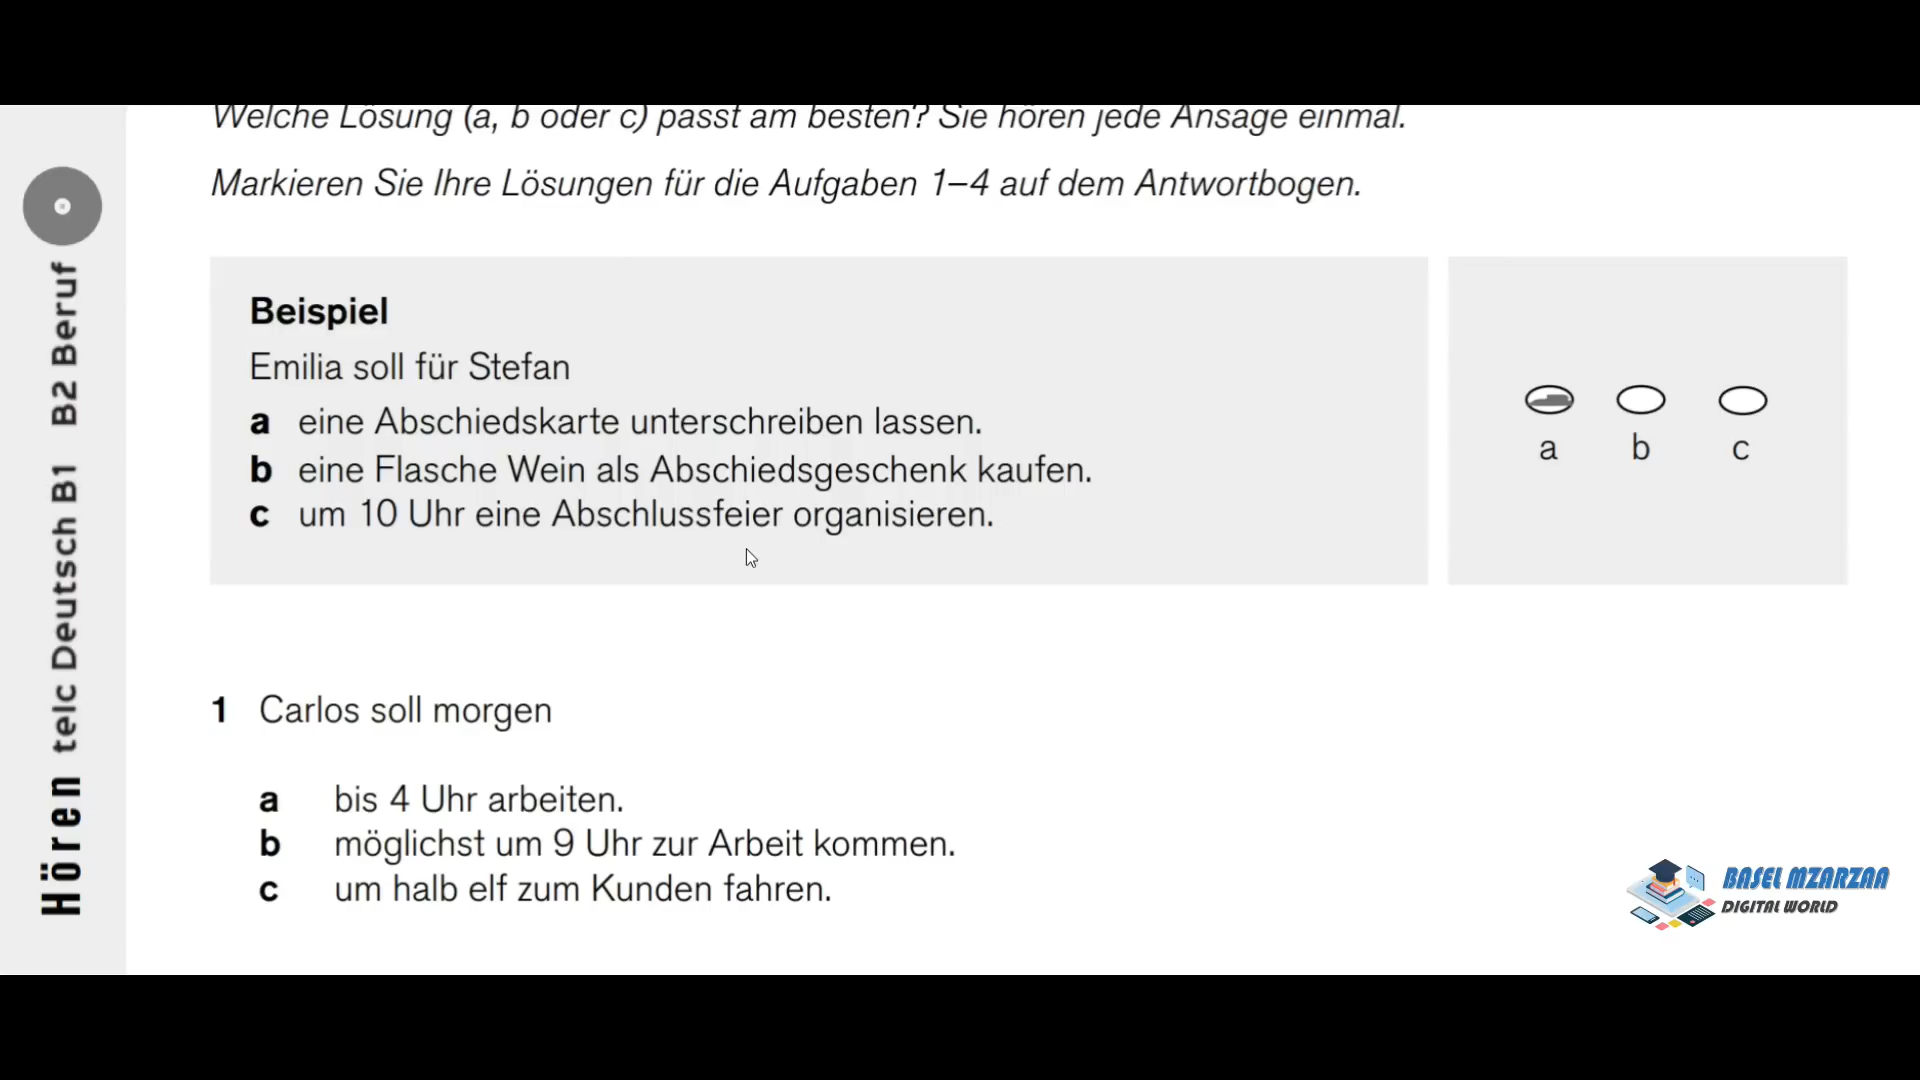 Welche Lösung (a, b oder c) passt am besten? Sie hören jede Ansage einmal.
Markieren Sie Ihre Lösungen für die Aufgaben 1–4 auf dem Antwortbogen.
Hören telc Deutsch B1 B2 Beruf
Beispiel
Emilia soll für Stefan
a eine Abschiedskarte unterschreiben lassen.
b eine Flasche Wein als Abschiedsgeschenk kaufen.
c um 10 Uhr eine Abschlussfeier organisieren.
a b c
1 Carlos soll morgen
a bis 4 Uhr arbeiten.
b möglichst um 9 Uhr zur Arbeit kommen.
c um halb elf zum Kunden fahren.
BASEL MZARZAA
DIGITAL WORLD